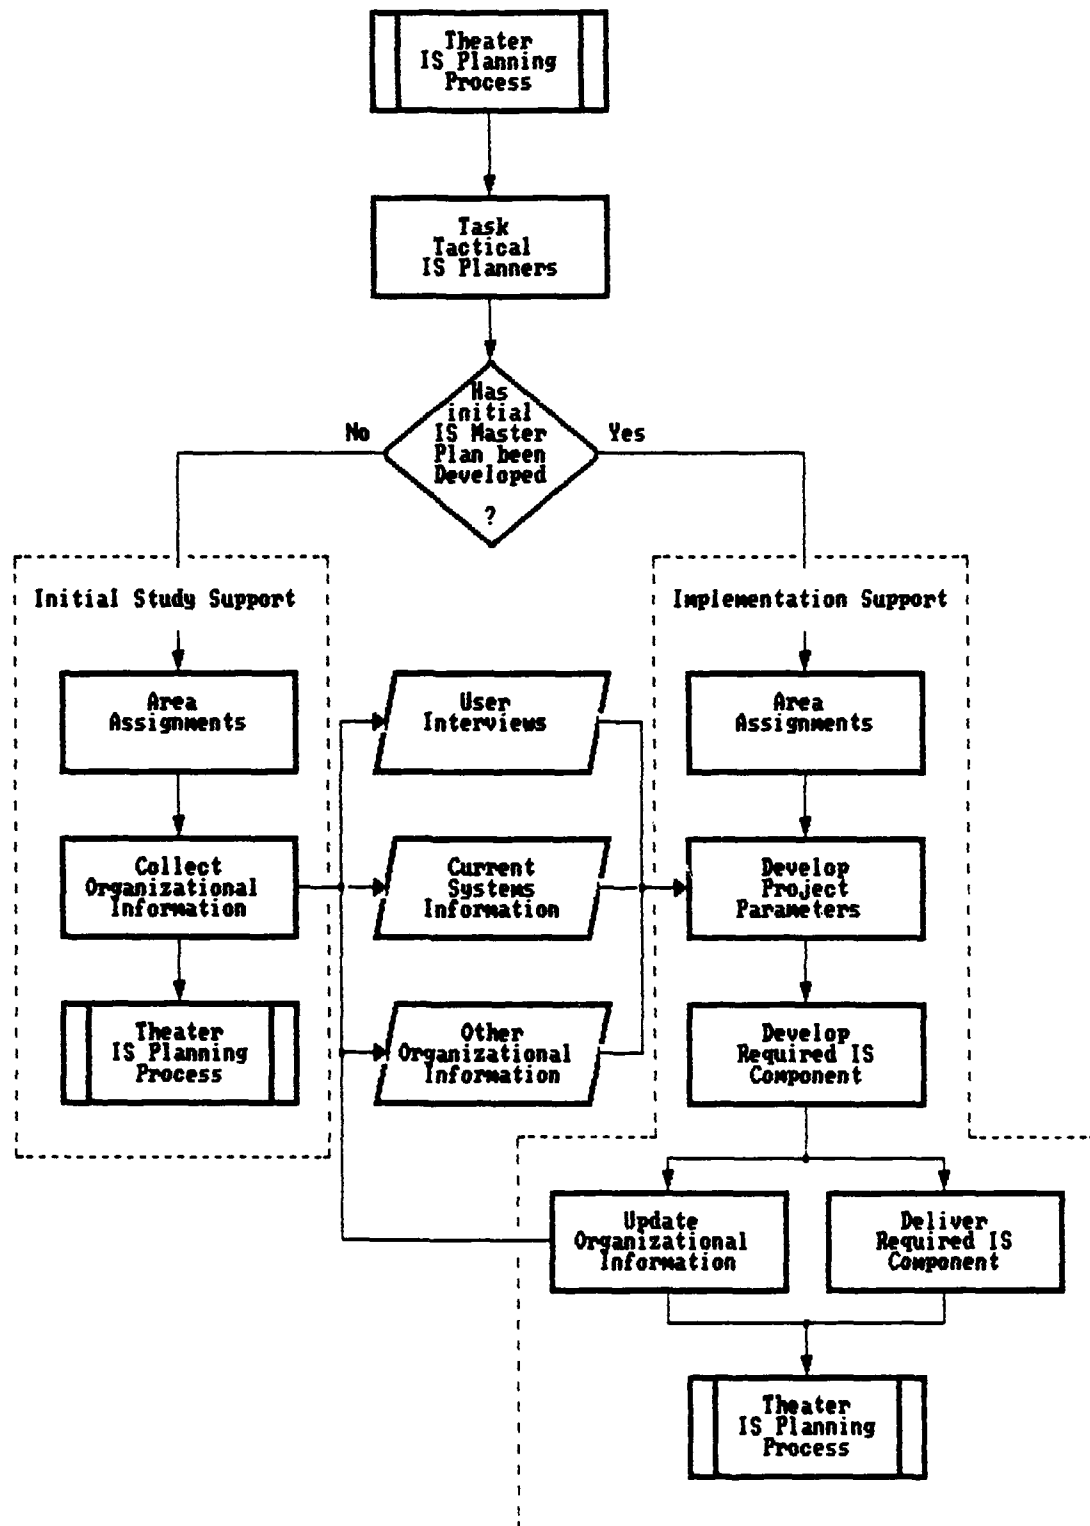 Theater
IS Planning
Process
Task
Tactical
IS Planners
Has
initial
IS Master
Plan been
Developed
?
No
Yes
Initial Study Support
Implementation Support
Area
Assignments
User
Interviews
Area
Assignments
Collect
Organizational
Information
Current
Systems
Information
Develop
Project
Parameters
Theater
IS Planning
Process
Other
Organizational
Information
Develop
Required IS
Component
Update
Organizational
Information
Deliver
Required IS
Component
Theater
IS Planning
Process